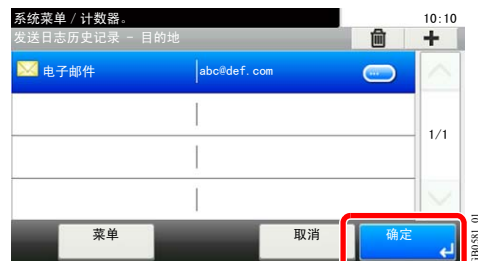 系统菜单 / 计数器。
10:10
发送日志历史记录 - 目的地
电子邮件
abc@def.com
1/1
菜单
取消
确定